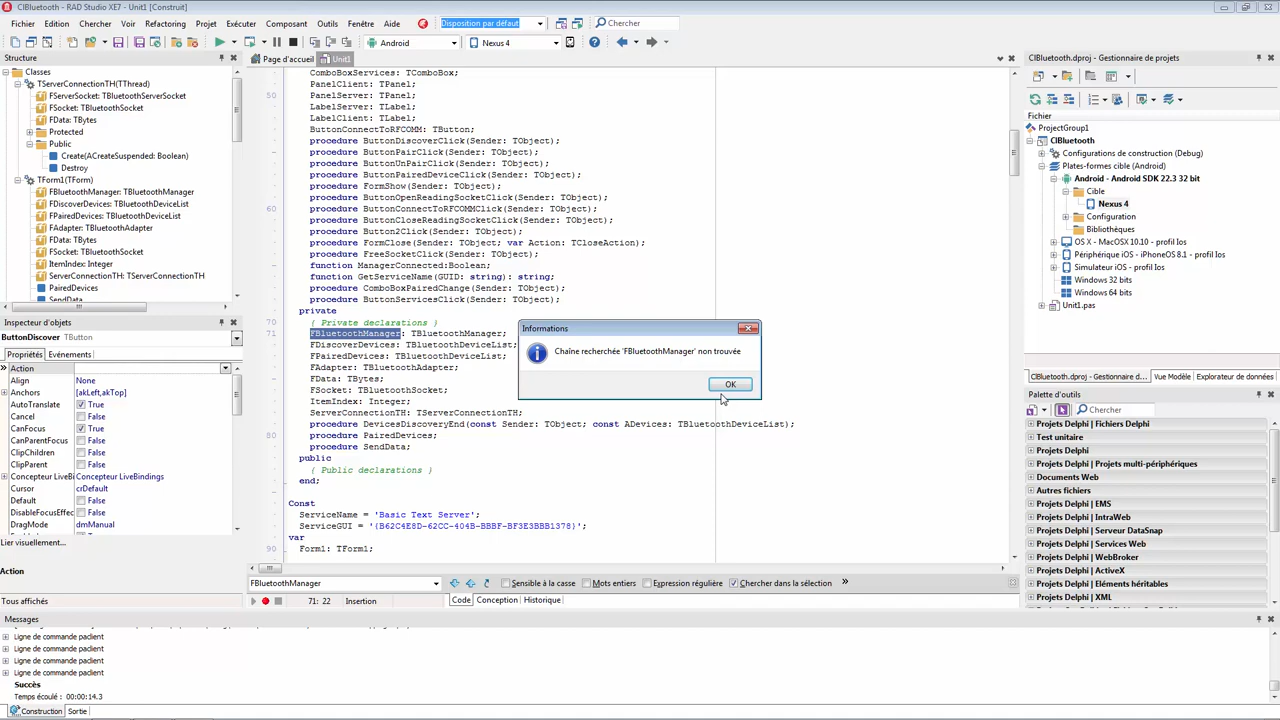 CIBluetooth - RAD Studio XE7 - Unit1 [Construit]
Fichier Edition Chercher Voir Refactoring Projet Exécuter Composant Outils Fenêtre Aide Disposition par défaut Chercher
Android Nexus 4
Structure
Classes
TServerConnectionTH(TThread)
FServerSocket: TBluetoothServerSocket
FSocket: TBluetoothSocket
FData: TBytes
Protected
Public
Create(ACreateSuspended: Boolean)
Destroy
TForm1(TForm)
FBluetoothManager: TBluetoothManager
FDiscoverDevices: TBluetoothDeviceList
FPairedDevices: TBluetoothDeviceList
FAdapter: TBluetoothAdapter
FData: TBytes
FSocket: TBluetoothSocket
ItemIndex: Integer
ServerConnectionTH: TServerConnectionTH
PairedDevices
SendData
Inspecteur d'objets
ButtonDiscover TButton
Propriétés Evénements
Action
Align None
Anchors [akLeft,akTop]
AutoTranslate True
Cancel False
CanFocus True
CanParentFocus False
ClipChildren False
ClipParent False
Concepteur LiveBi Concepteur LiveBindings
Cursor crDefault
Default False
DisableFocusEffe False
DragMode dmManual
Lier visuellement...
Action
Tous affichés
Page d'accueil Unit1
ComboBoxServices: TComboBox;
PanelClient: TPanel;
50 PanelServer: TPanel;
LabelServer: TLabel;
LabelClient: TLabel;
ButtonConnectToRFCOMM: TButton;
procedure ButtonDiscoverClick(Sender: TObject);
procedure ButtonPairClick(Sender: TObject);
procedure ButtonUnPairClick(Sender: TObject);
procedure ButtonPairedDeviceClick(Sender: TObject);
procedure FormShow(Sender: TObject);
procedure ButtonOpenReadingSocketClick(Sender: TObject);
60 procedure ButtonConnectToRFCOMMClick(Sender: TObject);
procedure ButtonCloseReadingSocketClick(Sender: TObject);
procedure Button2Click(Sender: TObject);
procedure FormClose(Sender: TObject; var Action: TCloseAction);
procedure FreeSocketClick(Sender: TObject);
function ManagerConnected:Boolean;
function GetServiceName(GUID: string): string;
procedure ComboBoxPairedChange(Sender: TObject);
procedure ButtonServicesClick(Sender: TObject);
private
70 { Private declarations }
71 FBluetoothManager: TBluetoothManager;
FDiscoverDevices: TBluetoothDeviceList;
FPairedDevices: TBluetoothDeviceList;
FAdapter: TBluetoothAdapter;
FData: TBytes;
FSocket: TBluetoothSocket;
ItemIndex: Integer;
ServerConnectionTH: TServerConnectionTH;
procedure DevicesDiscoveryEnd(const Sender: TObject; const ADevices: TBluetoothDeviceList);
80 procedure PairedDevices;
procedure SendData;
public
{ Public declarations }
end;
Const
ServiceName = 'Basic Text Server';
ServiceGUI = '{B62C4E8D-62CC-404B-BBBF-BF3E3BBB1378}';
var
90 Form1: TForm1;
Informations
Chaîne recherchée 'FBluetoothManager' non trouvée
OK
FBluetoothManager Sensible à la casse Mots entiers Expression régulière Chercher dans la sélection »
71: 22 Insertion Code Conception Historique
CIBluetooth.dproj - Gestionnaire de projets
Fichier
ProjectGroup1
CIBluetooth
Configurations de construction (Debug)
Plates-formes cible (Android)
Android - Android SDK 22.3 32 bit
Cible
Nexus 4
Configuration
Bibliothèques
OS X - MacOSX 10.10 - profil Ios
Périphérique iOS - iPhoneOS 8.1 - profil Ios
Simulateur iOS - profil Ios
Windows 32 bits
Windows 64 bits
Unit1.pas
CIBluetooth.dproj - Gestionnaire d... Vue Modèle Explorateur de données
Palette d'outils
Chercher
Projets Delphi | Fichiers Delphi
Test unitaire
Projets Delphi
Projets Delphi | Projets multi-périphériques
Documents Web
Autres fichiers
Projets Delphi | EMS
Projets Delphi | IntraWeb
Projets Delphi | Serveur DataSnap
Projets Delphi | Services Web
Projets Delphi | WebBroker
Projets Delphi | ActiveX
Projets Delphi | Eléments héritables
Projets Delphi | XML
Messages
Ligne de commande paclient
Ligne de commande paclient
Ligne de commande paclient
Ligne de commande paclient
Succès
Temps écoulé : 00:00:14.3
Construction Sortie